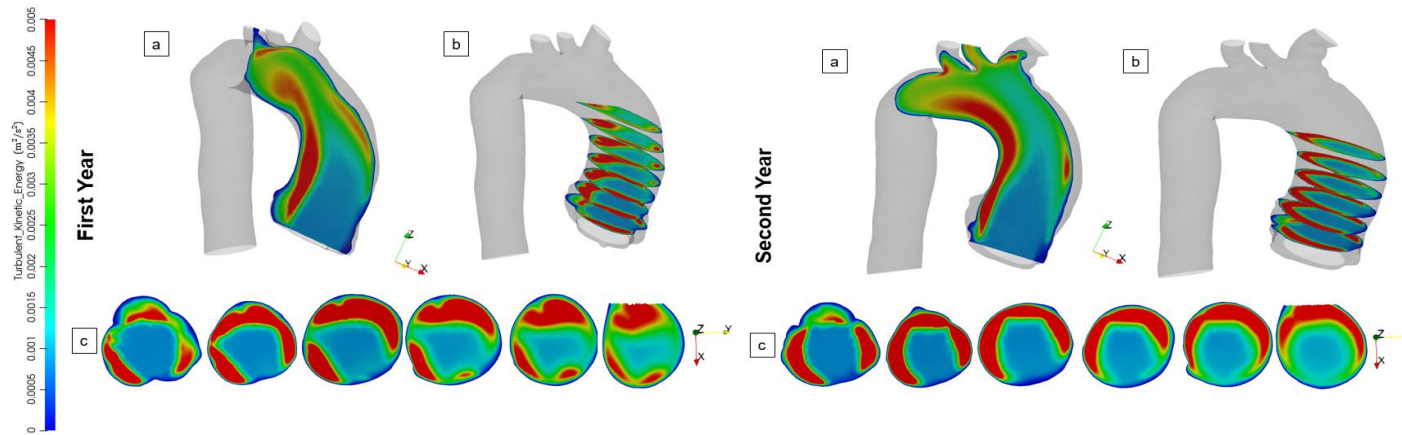 0.005
0.0045
0.004
0.0035
0.003
0.0025
0.002
0.0015
0.001
0.0005
0
Turbulent_Kinetic_Energy (m²/s²)
First Year
a
b
Z
Y
X
c
Z
Y
X
Second Year
a
b
Z
Y
X
Z
Y
X
c
Z
X